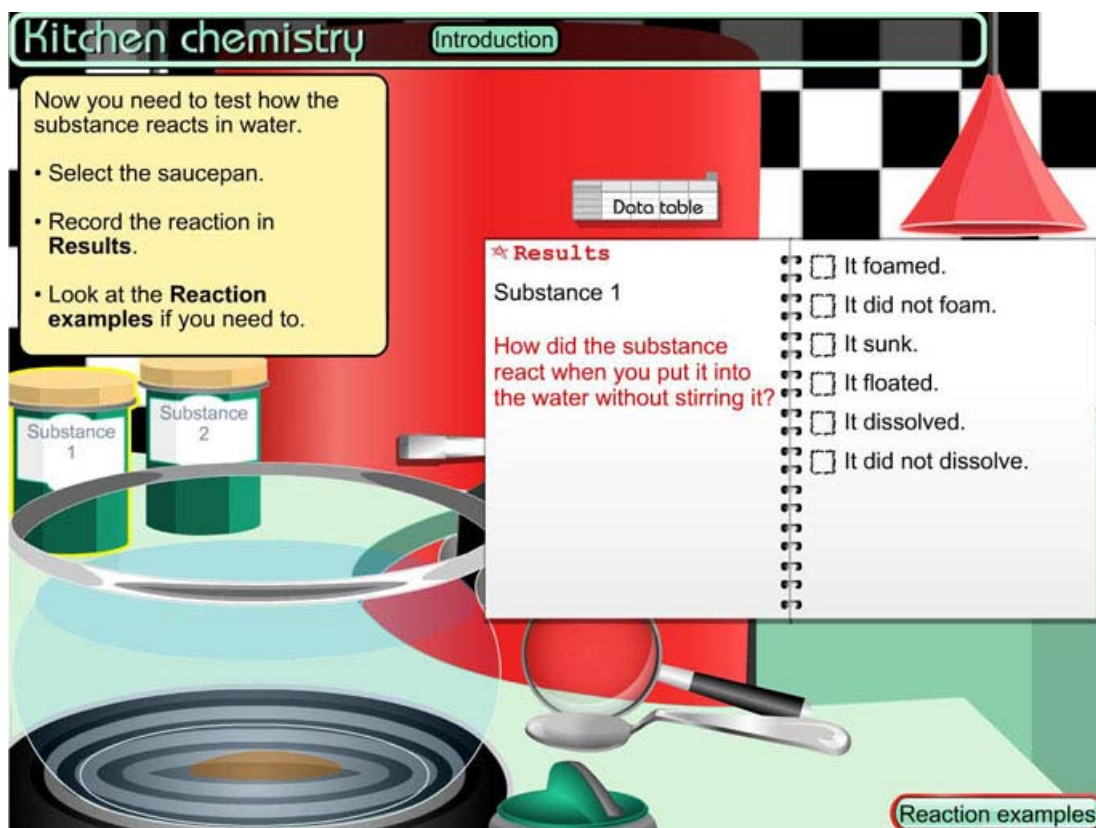 Kitchen chemistry
Introduction
Now you need to test how the
substance reacts in water.
• Select the saucepan.
• Record the reaction in
Results.
• Look at the Reaction
examples if you need to.
Data table
Results
Substance 1
How did the substance
react when you put it into
the water without stirring it?
It foamed.
It did not foam.
It sunk.
It floated.
It dissolved.
It did not dissolve.
Substance
1
Substance
2
Reaction examples